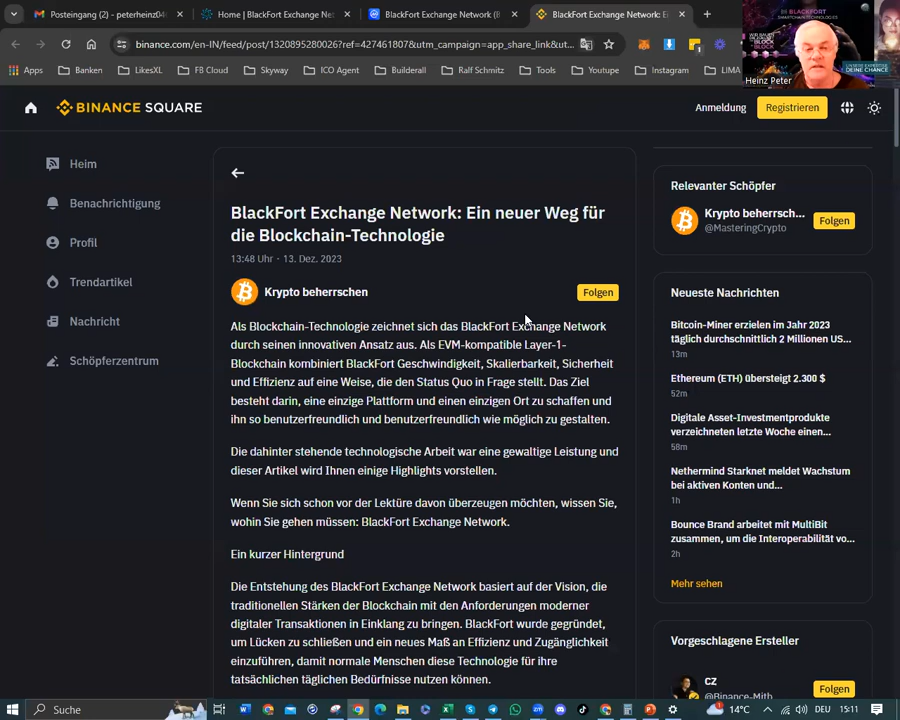 Posteingang – meterheinz04
Home | BlackFort Exchange Net
BlackFort Exchange Network (B
BlackFort Exchange Network: E
binance.com/en-IN/feed/post/1320895280026?ref=427461807&utm_campaign=app_share_link&ut...
Apps
Banken
LikesXL
FB Cloud
Skyway
ICO Agent
Builderall
Ralf Schmitz
Tools
Youtupe
Instagram
LIMA
BLACKFORT
Heinz Peter
DEINE CHANCE
BINANCE SQUARE
Anmeldung
Registrieren
Heim
Benachrichtigung
Profil
Trendartikel
Nachricht
Schöpferzentrum
BlackFort Exchange Network: Ein neuer Weg für
die Blockchain-Technologie
13:48 Uhr · 13. Dez. 2023
Krypto beherrschen
Folgen
Als Blockchain-Technologie zeichnet sich das BlackFort Exchange Network
durch seinen innovativen Ansatz aus. Als EVM-kompatible Layer-1-
Blockchain kombiniert BlackFort Geschwindigkeit, Skalierbarkeit, Sicherheit
und Effizienz auf eine Weise, die den Status Quo in Frage stellt. Das Ziel
besteht darin, eine einzige Plattform und einen einzigen Ort zu schaffen und
ihn so benutzerfreundlich und benutzerfreundlich wie möglich zu gestalten.
Die dahinter stehende technologische Arbeit war eine gewaltige Leistung und
dieser Artikel wird Ihnen einige Highlights vorstellen.
Wenn Sie sich schon vor der Lektüre davon überzeugen möchten, wissen Sie,
wohin Sie gehen müssen: BlackFort Exchange Network.
Ein kurzer Hintergrund
Die Entstehung des BlackFort Exchange Network basiert auf der Vision, die
traditionellen Stärken der Blockchain mit den Anforderungen moderner
digitaler Transaktionen in Einklang zu bringen. BlackFort wurde gegründet,
um Lücken zu schließen und ein neues Maß an Effizienz und Zugänglichkeit
einzuführen, damit normale Menschen diese Technologie für ihre
tatsächlichen täglichen Bedürfnisse nutzen können.
Relevanter Schöpfer
Krypto beherrsch...
@MasteringCrypto
Folgen
Neueste Nachrichten
Bitcoin-Miner erzielen im Jahr 2023
täglich durchschnittlich 2 Millionen US...
13m
Ethereum (ETH) übersteigt 2.300 $
52m
Digitale Asset-Investmentprodukte
verzeichneten letzte Woche einen...
58m
Nethermind Starknet meldet Wachstum
bei aktiven Konten und...
1h
Bounce Brand arbeitet mit MultiBit
zusammen, um die Interoperabilität vo...
2h
Mehr sehen
Vorgeschlagene Ersteller
CZ
@Binance-Mith
Folgen
Suche
14°C
DEU
15:11